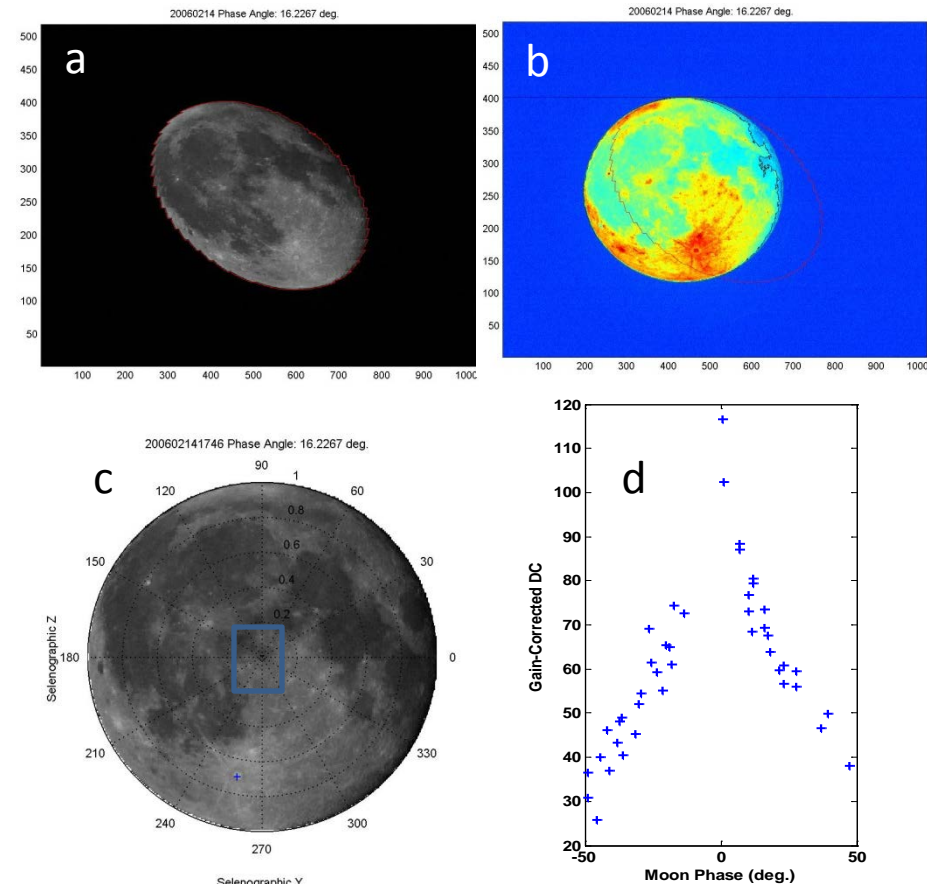 20060214 Phase Angle: 16.2267 deg.
a
500
450
400
350
300
250
200
150
100
50
100 200 300 400 500 600 700 800 900 1000
20060214 Phase Angle: 16.2267 deg.
b
500
450
400
350
300
250
200
150
100
50
100 200 300 400 500 600 700 800 900 1000
200602141746 Phase Angle: 16.2267 deg.
c
90
120 1 60
0.8
0.6
150 0.4 30
0.2
Selenographic Z
180 0
210 330
240 300
270
Selenographic Y
d
120
110
100
90
80
70
60
50
40
30
20
Gain-Corrected DC
-50 0 50
Moon Phase (deg.)